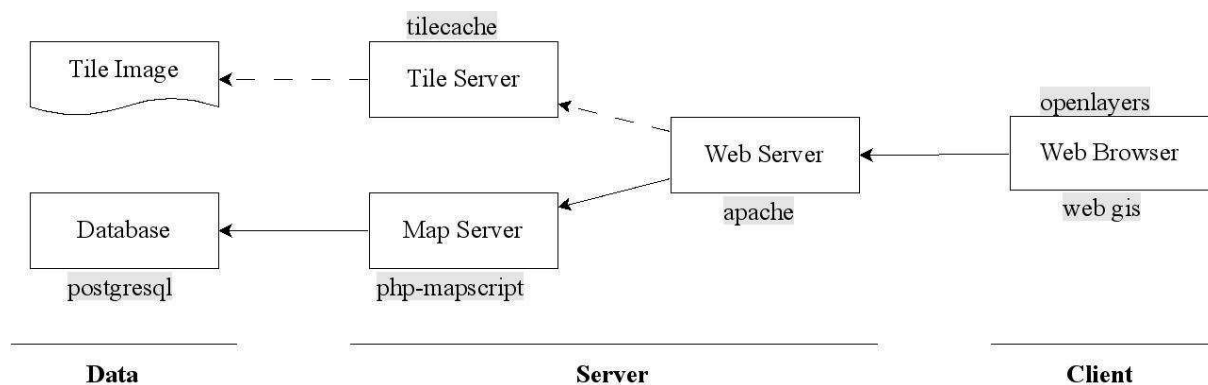 tilecache
Tile Image
Tile Server
openlayers
Web Server
Web Browser
apache
web gis
Database
Map Server
postgresql
php-mapscript
Data
Server
Client